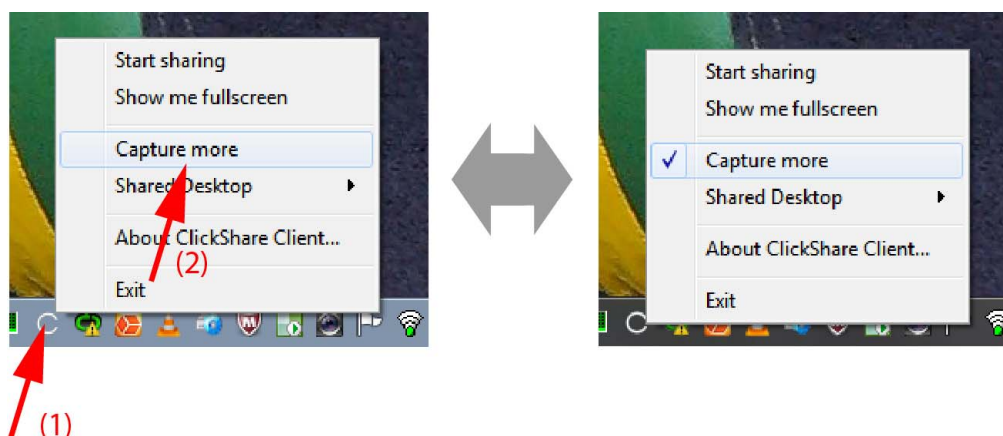 Start sharing
Show me fullscreen
Capture more
Shared Desktop
About ClickShare Client...
(2)
Exit
(1)
Start sharing
Show me fullscreen
Capture more
Shared Desktop
About ClickShare Client...
Exit